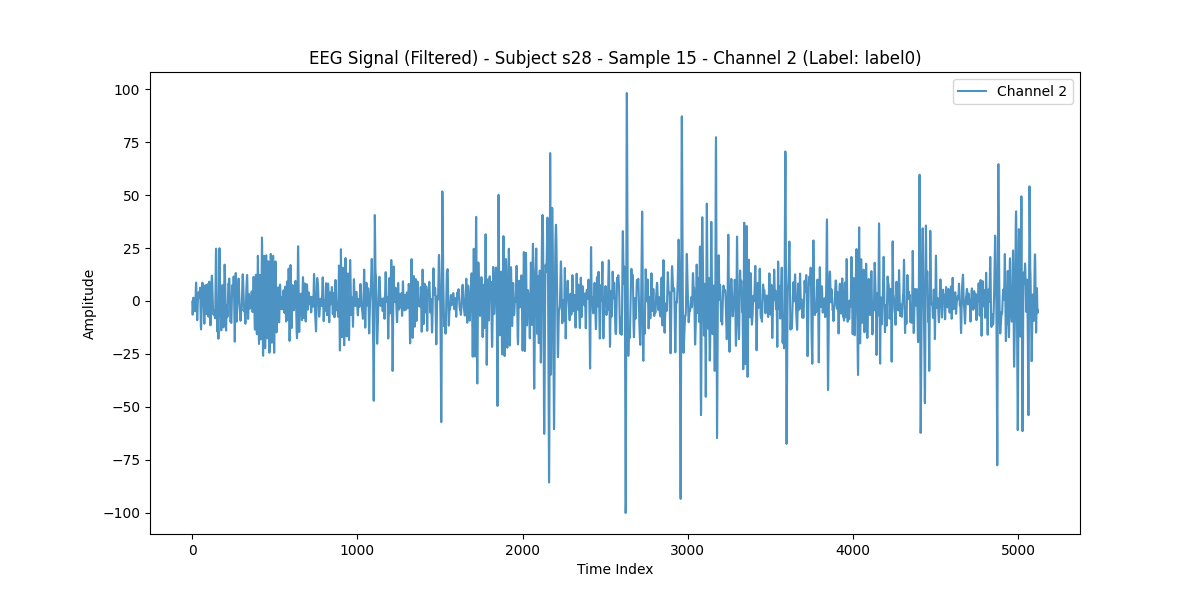 EEG Signal (Filtered) - Subject s28 - Sample 15 - Channel 2 (Label: label0)
Channel 2
100
75
50
25
0
−25
−50
−75
−100
Amplitude
0 1000 2000 3000 4000 5000
Time Index